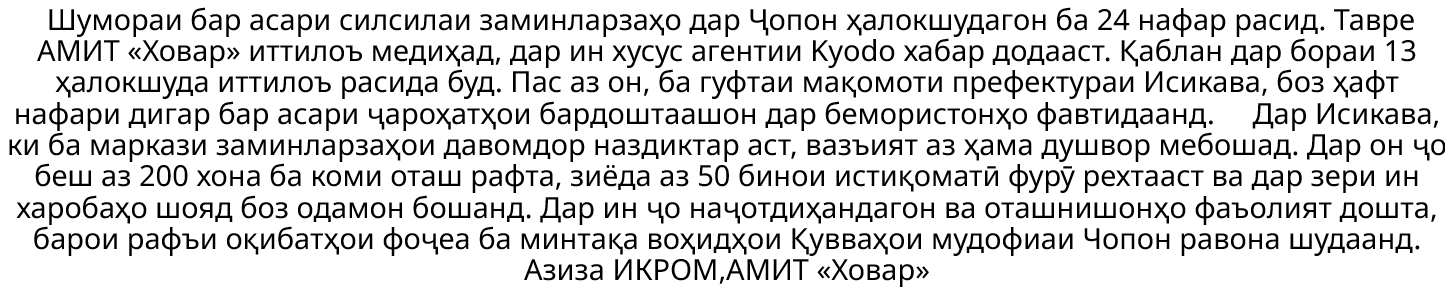 Шумораи бар асари силсилаи заминларзаҳо дар Ҷопон ҳалокшудагон ба 24 нафар расид. Тавре
АМИТ «Ховар» иттилоъ медиҳад, дар ин хусус агентии Kyodo хабар додааст. Қаблан дар бораи 13
ҳалокшуда иттилоъ расида буд. Пас аз он, ба гуфтаи мақомоти префектураи Исикава, боз ҳафт
нафари дигар бар асари ҷароҳатҳои бардоштаашон дар бемористонҳо фавтидаанд. Дар Исикава,
ки ба маркази заминларзаҳои давомдор наздиктар аст, вазъият аз ҳама душвор мебошад. Дар он ҷо
беш аз 200 хона ба коми оташ рафта, зиёда аз 50 бинои истиқоматӣ фурӯ рехтааст ва дар зери ин
харобаҳо шояд боз одамон бошанд. Дар ин ҷо наҷотдиҳандагон ва оташнишонҳо фаъолият дошта,
барои рафъи оқибатҳои фоҷеа ба минтақа воҳидҳои Қувваҳои мудофиаи Чопон равона шудаанд.
Азиза ИКРОМ,АМИТ «Ховар»